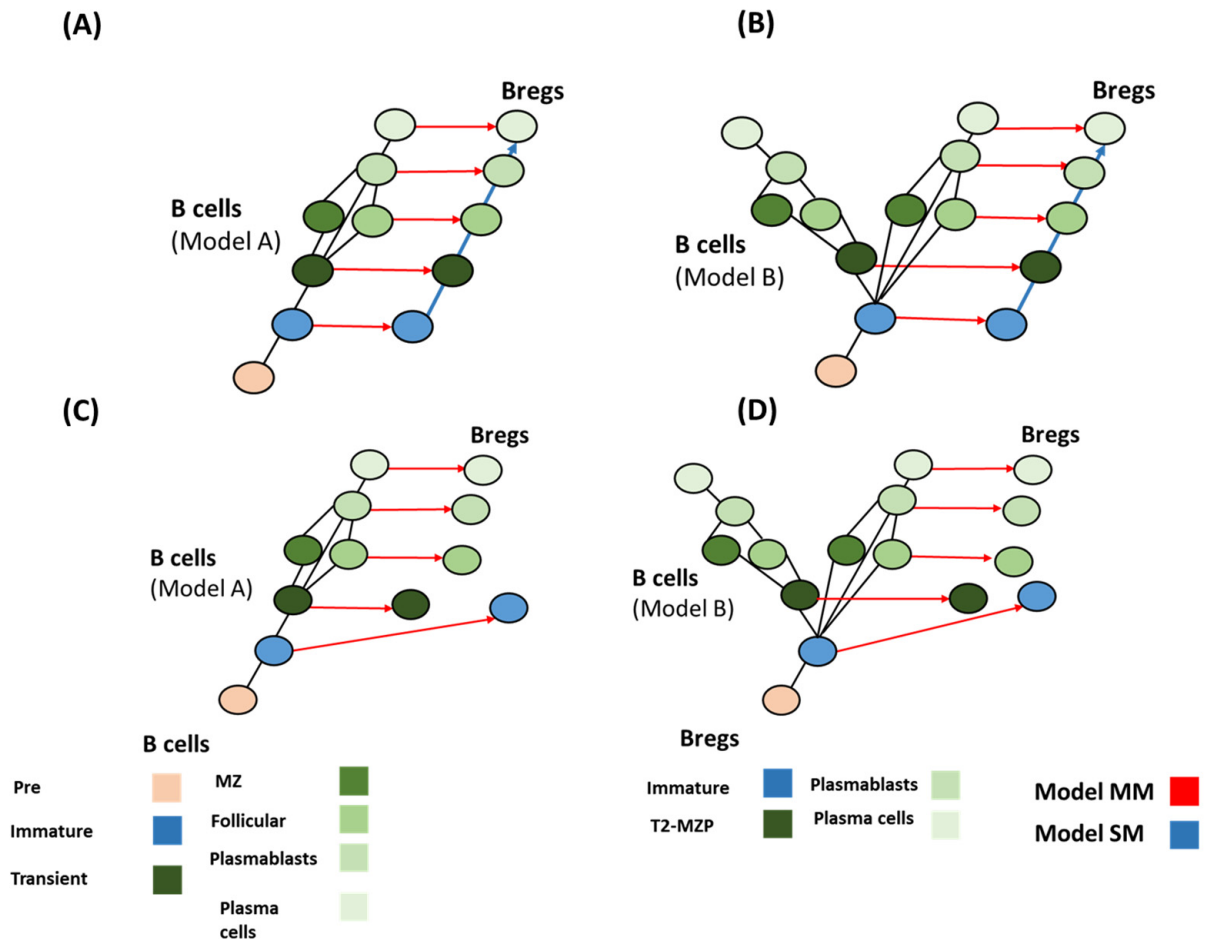 (A)
(B)
Bregs
Bregs
B cells
(Model A)
B cells
(Model B)
(C)
(D)
Bregs
Bregs
B cells
(Model A)
B cells
(Model B)
B cells
Pre
MZ
Immature
Follicular
Plasmablasts
Transient
Plasma
cells
Bregs
Immature
Plasmablasts
T2-MZP
Plasma cells
Model MM
Model SM